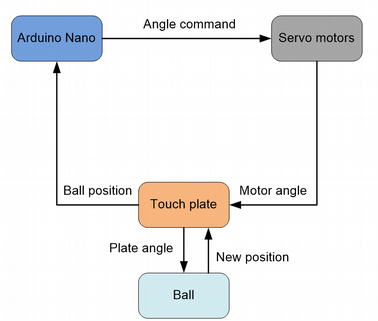 Angle command
Arduino Nano
Servo motors
Ball position
Motor angle
Touch plate
Plate angle
New position
Ball